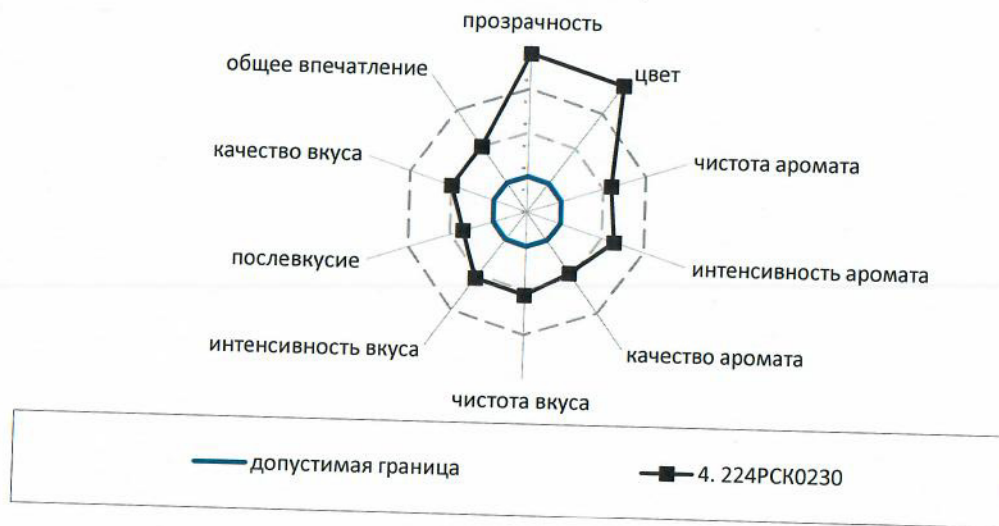 прозрачность
общее впечатление
цвет
качество вкуса
чистота аромата
послевкусие
интенсивность аромата
интенсивность вкуса
качество аромата
чистота вкуса
допустимая граница
4. 224РСК0230